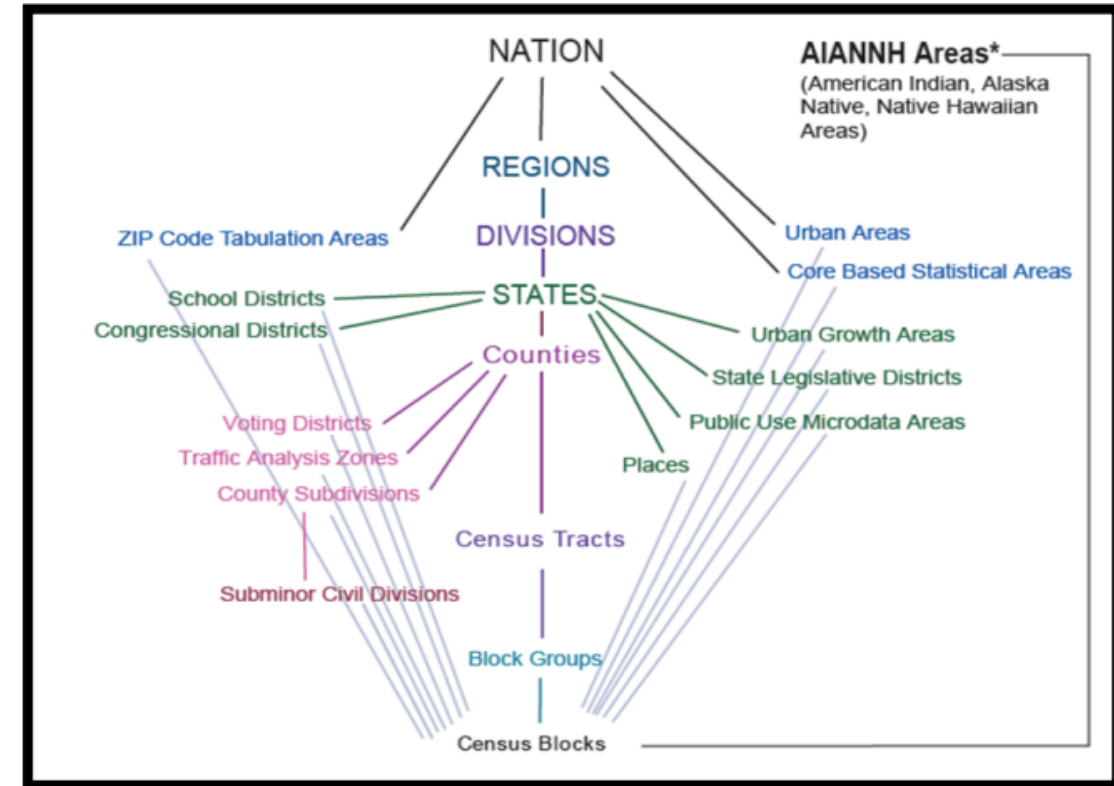 NATION
AIANNH Areas*
(American Indian, Alaska
Native, Native Hawaiian
Areas)
REGIONS
ZIP Code Tabulation Areas
DIVISIONS
Urban Areas
Core Based Statistical Areas
School Districts
STATES
Congressional Districts
Urban Growth Areas
Counties
State Legislative Districts
Voting Districts
Public Use Microdata Areas
Traffic Analysis Zones
Places
County Subdivisions
Census Tracts
Subminor Civil Divisions
Block Groups
Census Blocks